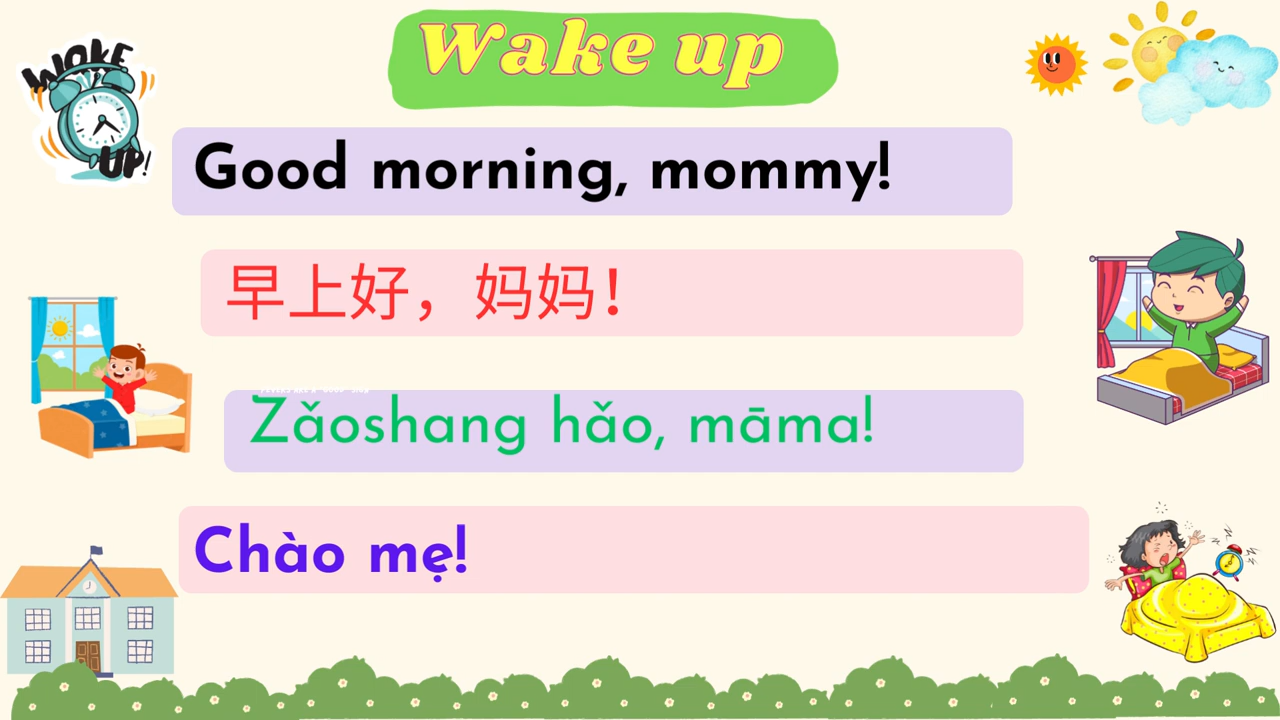 Wake up
WAKE
UP!
Good morning, mommy!
早上好，妈妈！
Zǎoshang hǎo, māma!
Chào mẹ!